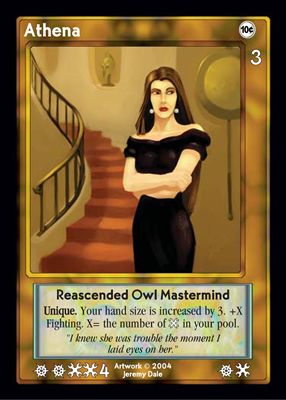 Athena
10¢
3
Reascended Owl Mastermind
Unique. Your hand size is increased by 3. +X
Fighting. X= the number of in your pool.
"I knew she was trouble the moment I
laid eyes on her."
4
Artwork © 2004
Jeremy Dale